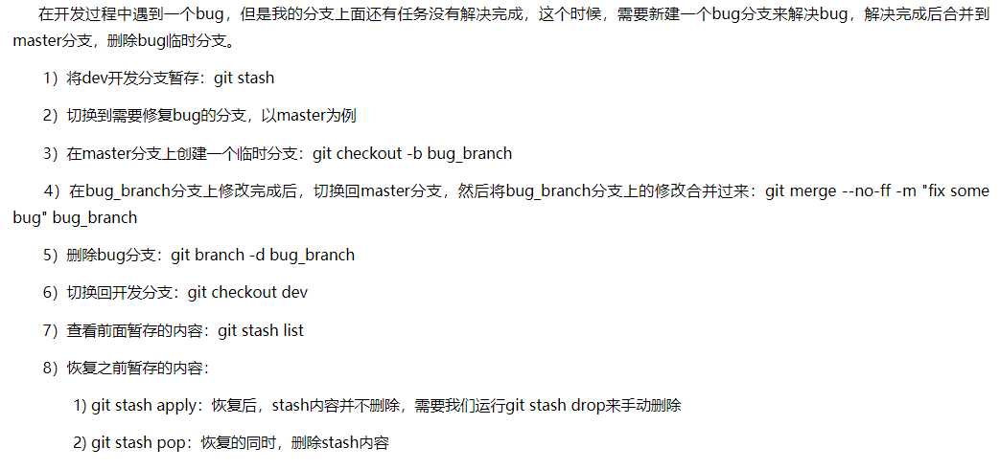 在开发过程中遇到一个bug，但是我的分支上面还有任务没有解决完成，这个时候，需要新建一个bug分支来解决bug，解决完成后合并到
master分支，删除bug临时分支。
1）将dev开发分支暂存：git stash
2）切换到需要修复bug的分支，以master为例
3）在master分支上创建一个临时分支：git checkout -b bug_branch
4）在bug_branch分支上修改完成后，切换回master分支，然后将bug_branch分支上的修改合并过来：git merge --no-ff -m "fix some
bug" bug_branch
5）删除bug分支：git branch -d bug_branch
6）切换回开发分支：git checkout dev
7）查看前面暂存的内容：git stash list
8）恢复之前暂存的内容：
1) git stash apply：恢复后，stash内容并不删除，需要我们运行git stash drop来手动删除
2) git stash pop：恢复的同时，删除stash内容